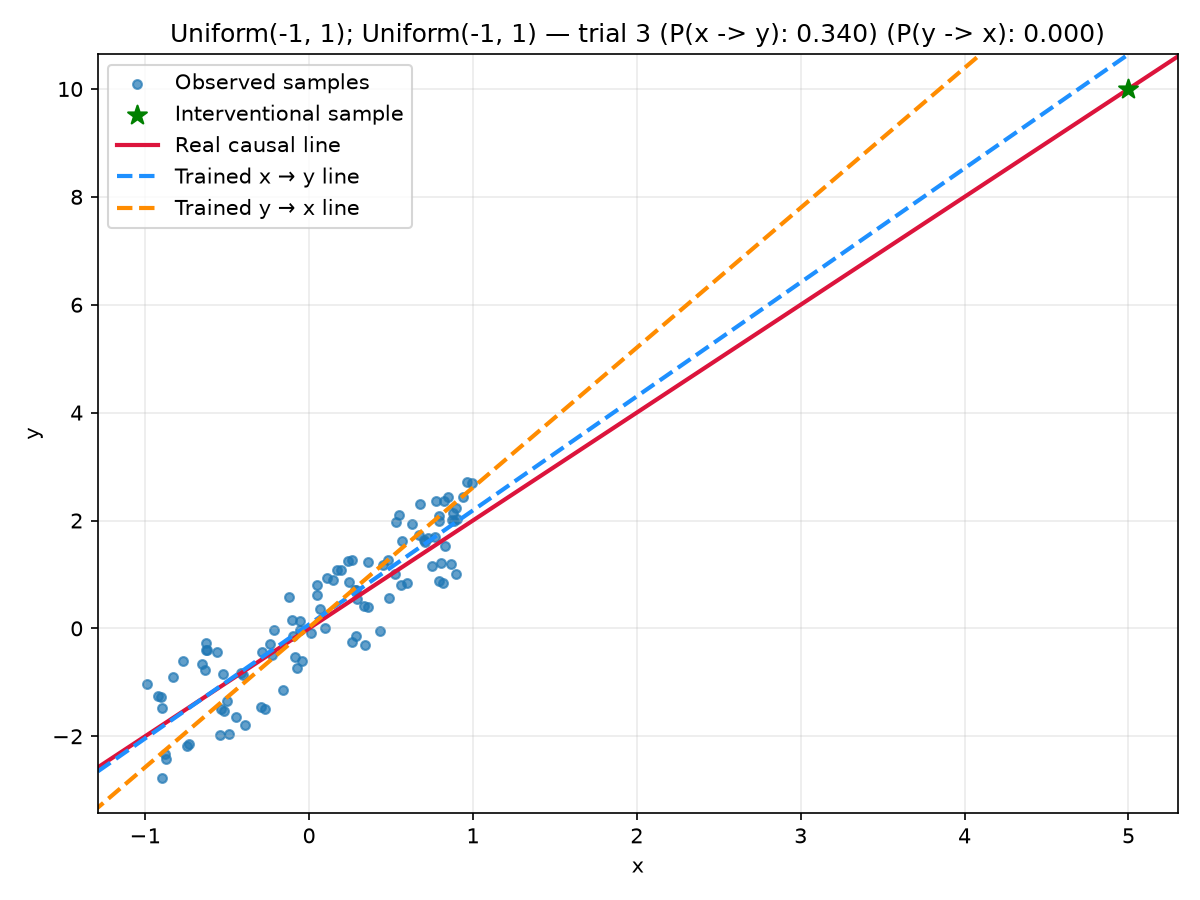 Uniform(-1, 1); Uniform(-1, 1) — trial 3 (P(x -> y): 0.340) (P(y -> x): 0.000)
Observed samples
Interventional sample
Real causal line
Trained x → y line
Trained y → x line
10
8
6
4
2
0
−2
y
−1
0
1
2
3
4
5
x